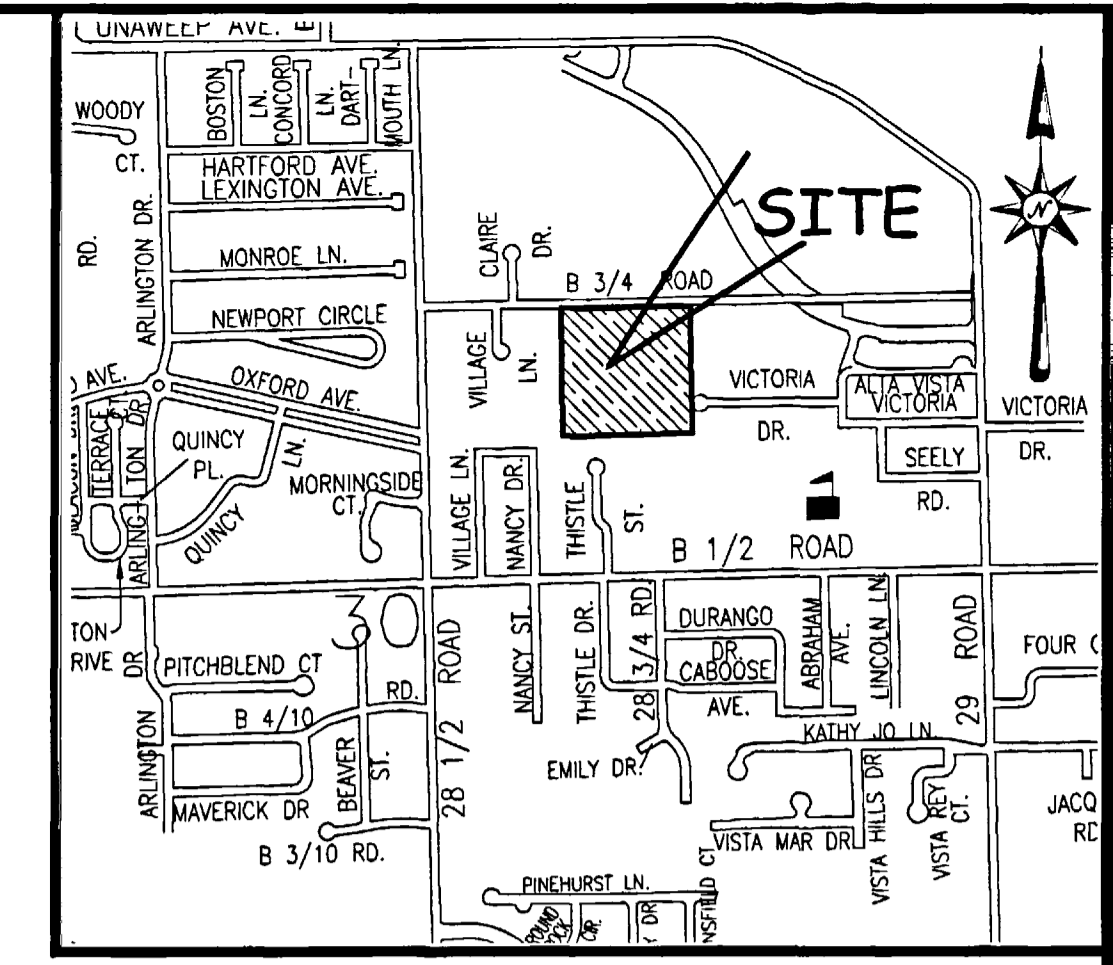 UNAWEEP AVE.
WOODY
CT.
BOSTON
LN.
CONCORD
LN.
DART-
MOUTH LN.
HARTFORD AVE.
LEXINGTON AVE.
RD.
ARLINGTON DR.
MONROE LN.
NEWPORT CIRCLE
CLAIRE
DR.
SITE
N
B 3/4 ROAD
VILLAGE
LN.
AVE.
OXFORD AVE.
TERRACE
CT.
ARLING-
TON DR
QUINCY
PL.
QUINCY
LN.
MORNINGSIDE
CT.
VICTORIA
DR.
ALTA VISTA
VICTORIA
VICTORIA
DR.
SEELY
RD.
VILLAGE LN.
NANCY DR.
THISTLE
ST.
B 1/2 ROAD
30
TON
RIVE
DR
PITCHBLEND CT
RD.
B 4/10
ARLINGTON
MAVERICK DR
BEAVER
ST.
B 3/10 RD.
28 1/2 ROAD
NANCY ST.
THISTLE DR.
28 3/4 RD
DURANGO
DR.
CABOOSE
AVE.
ABRAHAM
AVE.
LINCOLN LN.
29 ROAD
FOUR
EMILY DR.
KATHY JO LN.
VISTA MAR DR
VISTA HILLS DR
VISTA REY
CT.
JACQ
RD
PINEHURST LN.
CIR.
DR
NSFIELD CT